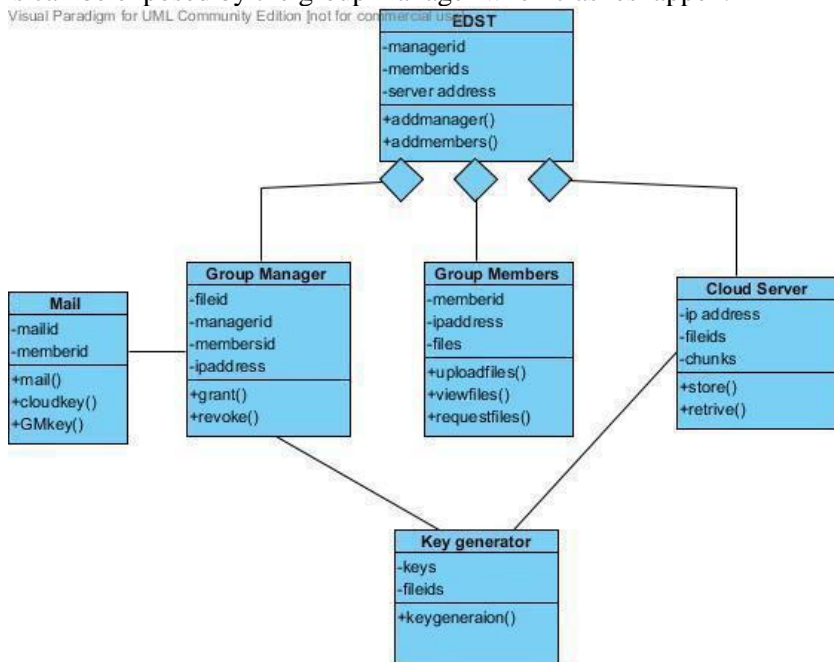 Visual Paradigm for UML Community Edition [not for commercial use]
EDST
-managerid
-memberids
-server address
+addmanager()
+addmembers()
Group Manager
-fileid
-managerid
-membersid
-ipaddress
+grant()
+revoke()
Group Members
-memberid
-ipaddress
-files
+uploadfiles()
+viewfiles()
+requestfiles()
Cloud Server
-ip address
-fileids
-chunks
+store()
+retrive()
Mail
-mailid
-memberid
+mail()
+cloudkey()
+GMkey()
Key generator
-keys
-fileids
+keygeneraion()